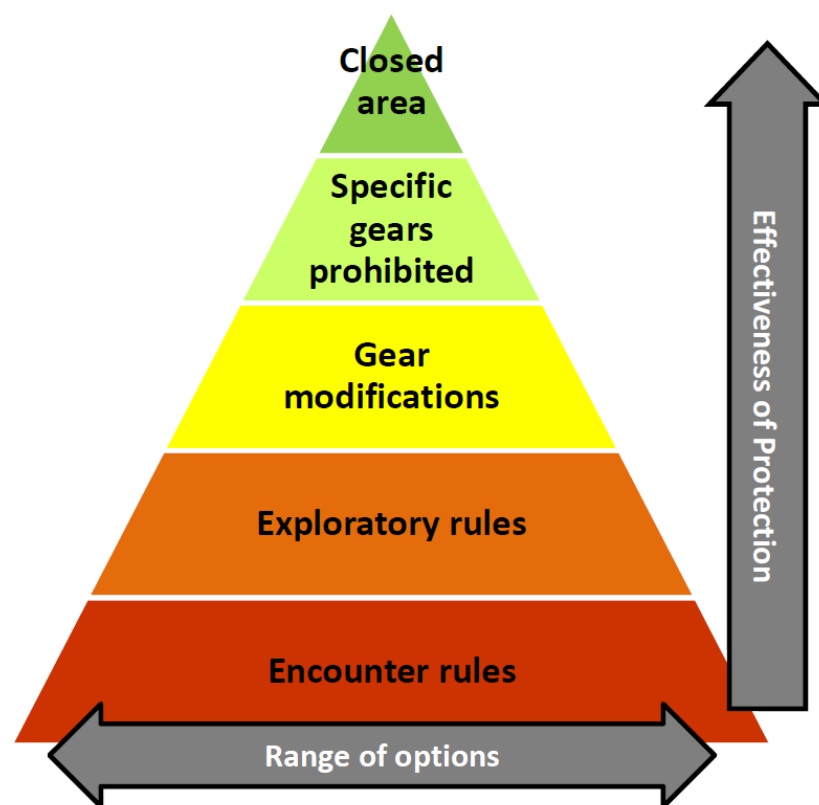 Closed
area
Specific
gears
prohibited
Gear
modifications
Exploratory rules
Encounter rules
Range of options
Effectiveness of Protection